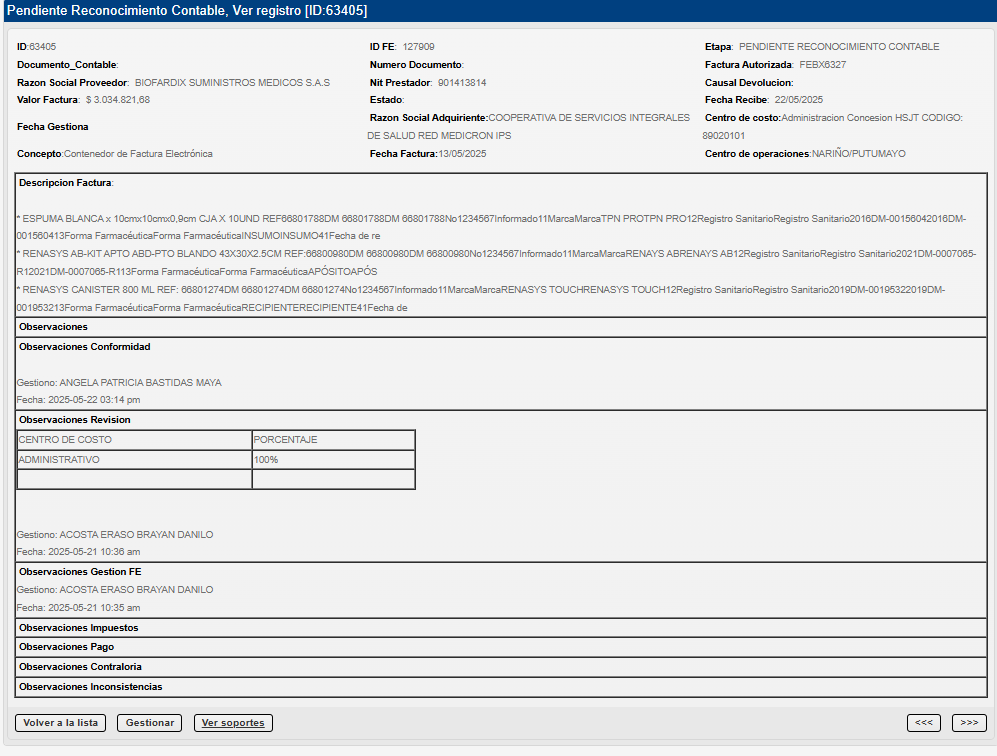 Pendiente Reconocimiento Contable, Ver registro [ID:63405]
ID:63405 ID FE: 127909 Etapa: PENDIENTE RECONOCIMIENTO CONTABLE
Documento_Contable: Numero Documento: Factura Autorizada: FEBX6327
Razon Social Proveedor: BIOFARDIX SUMINISTROS MEDICOS S.A.S Nit Prestador: 901413814 Causal Devolucion:
Valor Factura: $ 3.034.821,68 Estado: Fecha Recibe: 22/05/2025
Fecha Gestiona Razon Social Adquiriente:COOPERATIVA DE SERVICIOS INTEGRALES Centro de costo:Administracion Concesion HSJT CODIGO:
DE SALUD RED MEDICRON IPS 89020101
Concepto:Contenedor de Factura Electrónica Fecha Factura:13/05/2025 Centro de operaciones:NARIÑO/PUTUMAYO
Descripcion Factura:
* ESPUMA BLANCA x 10cmx10cmx0,9cm CJA X 10UND REF66801788DM 66801788DM 66801788No1234567Informado11MarcaMarcaTPN PROTPN PRO12Registro SanitarioRegistro Sanitario2016DM-00156042016DM-
001560413Forma FarmacéuticaForma FarmacéuticaINSUMOINSUMO41Fecha de re
* RENASYS AB-KIT APTO ABD-PTO BLANDO 43X30X2.5CM REF:66800980DM 66800980DM 66800980No1234567Informado11MarcaMarcaRENAYS ABRENAYS AB12Registro SanitarioRegistro Sanitario2021DM-0007065-
R12021DM-0007065-R113Forma FarmacéuticaForma FarmacéuticaAPÓSITOAPÓS
* RENASYS CANISTER 800 ML REF: 66801274DM 66801274DM 66801274No1234567Informado11MarcaMarcaRENASYS TOUCHRENASYS TOUCH12Registro SanitarioRegistro Sanitario2019DM-00195322019DM-
001953213Forma FarmacéuticaForma FarmacéuticaRECIPIENTERECIPIENTE41Fecha de
Observaciones
Observaciones Conformidad
Gestiono: ANGELA PATRICIA BASTIDAS MAYA
Fecha: 2025-05-22 03:14 pm
Observaciones Revision
CENTRO DE COSTO PORCENTAJE
ADMINISTRATIVO 100%
Gestiono: ACOSTA ERASO BRAYAN DANILO
Fecha: 2025-05-21 10:36 am
Observaciones Gestion FE
Gestiono: ACOSTA ERASO BRAYAN DANILO
Fecha: 2025-05-21 10:35 am
Observaciones Impuestos
Observaciones Pago
Observaciones Contraloria
Observaciones Inconsistencias
Volver a la lista Gestionar Ver soportes <<< >>>